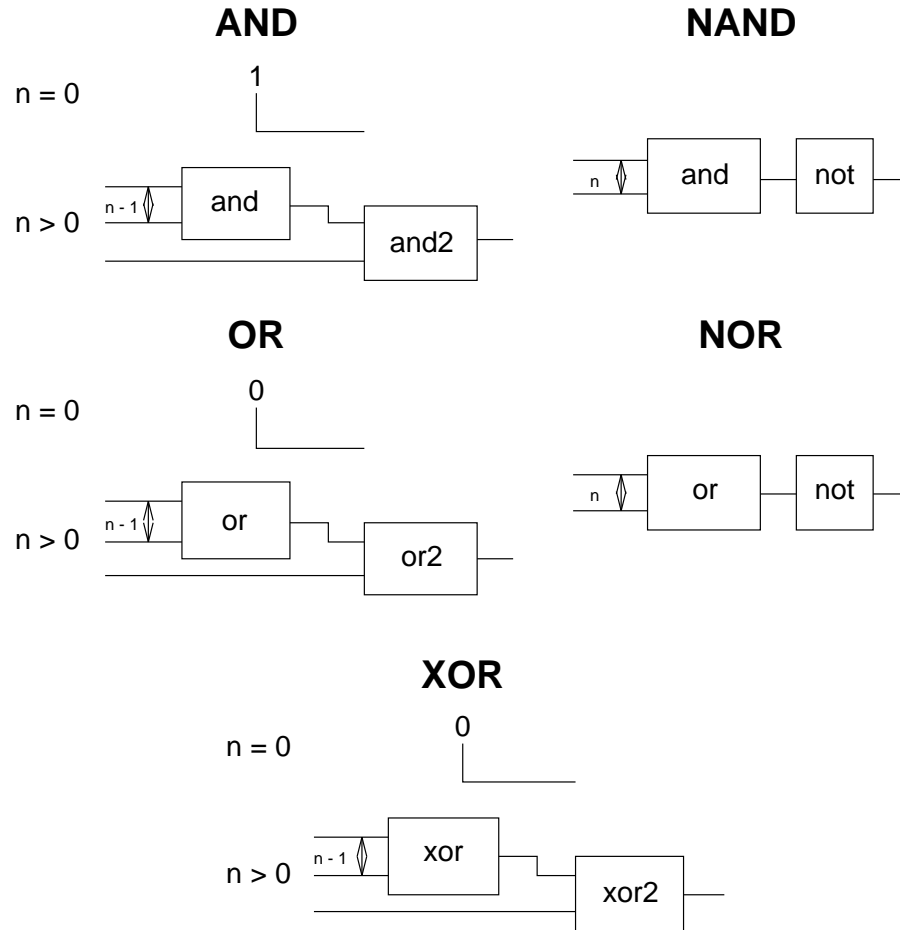 AND
NAND
n = 0
1
n - 1
and
n > 0
and2
n
and
not
OR
NOR
n = 0
0
n - 1
or
n > 0
or2
n
or
not
XOR
n = 0
0
n - 1
xor
n > 0
xor2